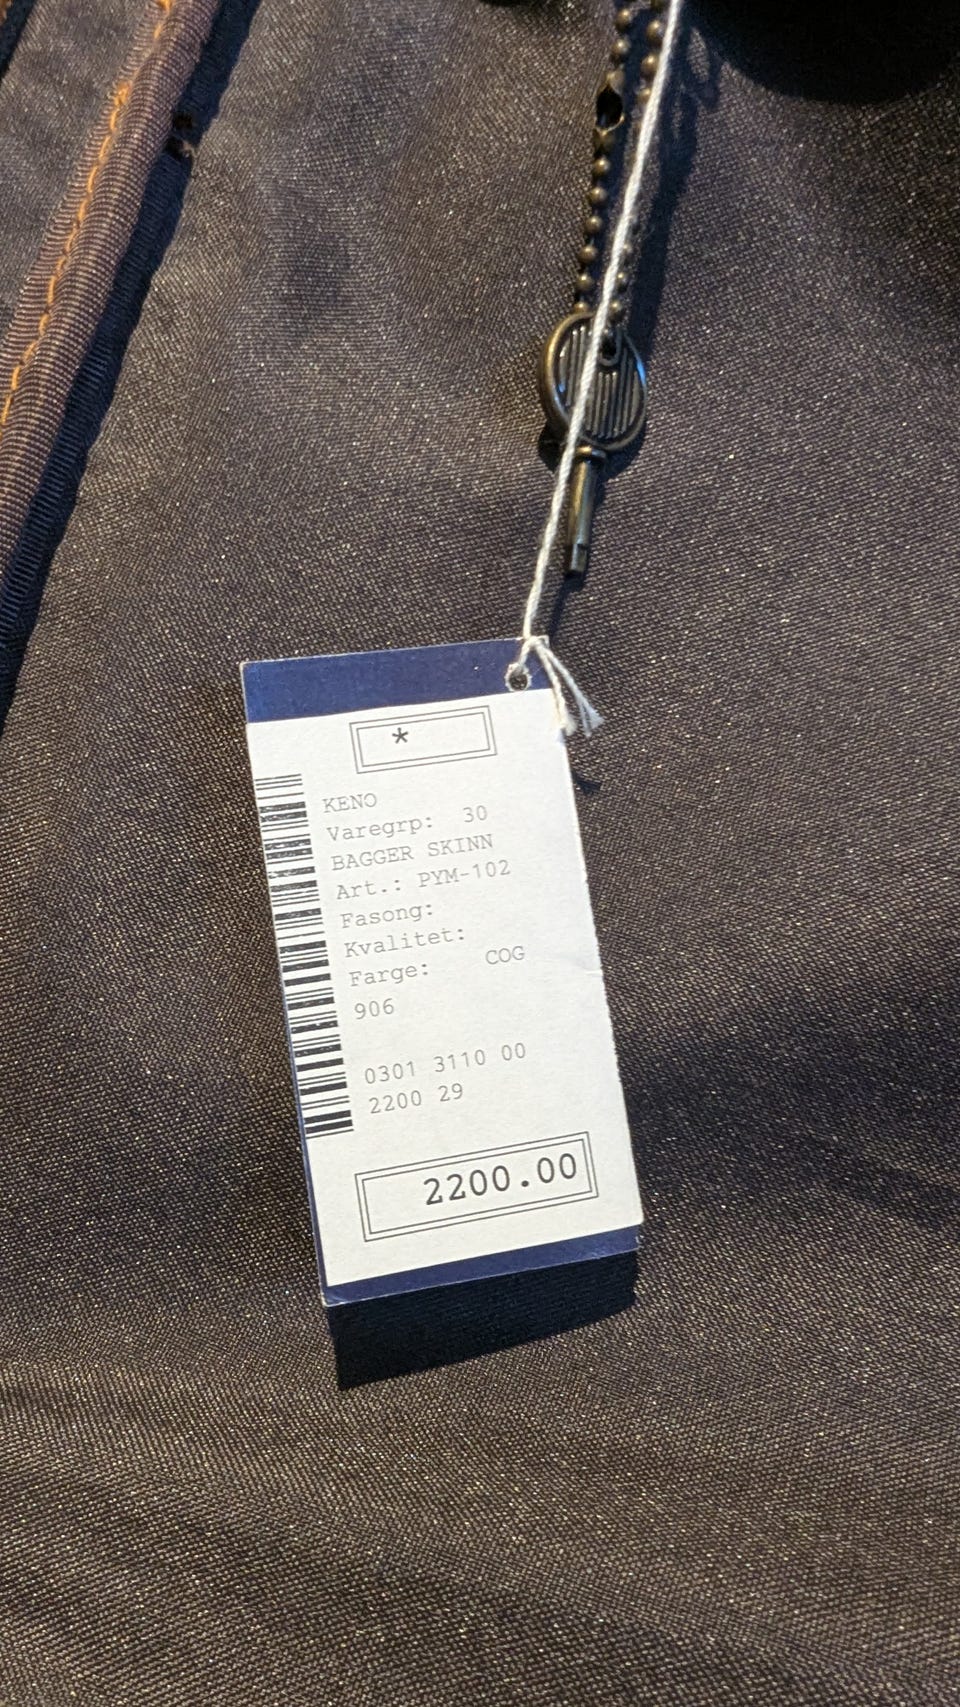 *
KENO
Varegrp: 30
BAGGER SKINN
Art.: PYM-102
Fasong:
Kvalitet:
Farge: COG
906
0301 3110 00
2200 29
2200.00